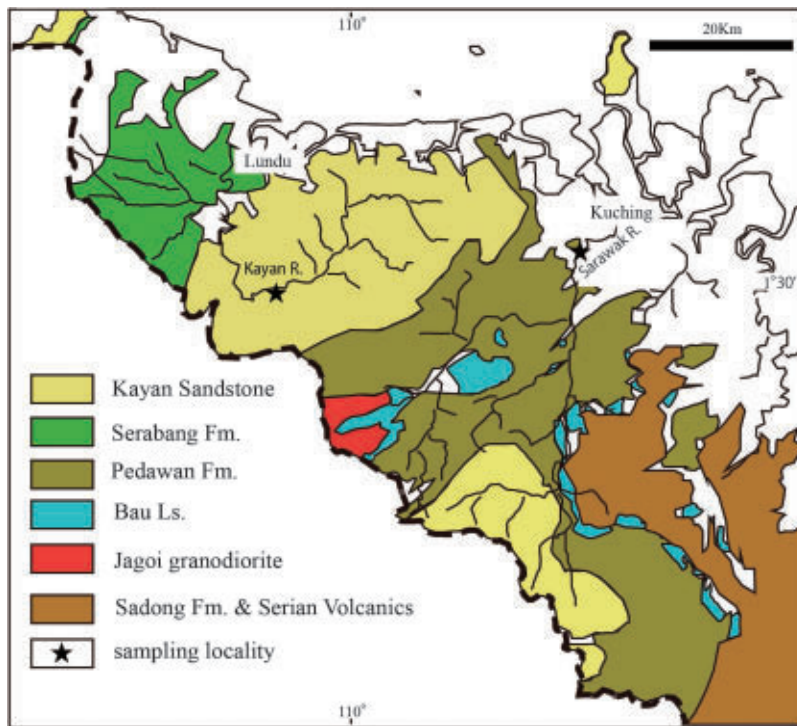 110°
20Km
Lundu
Kuching
Sarawak R.
Kayan R.
1°30'
Kayan Sandstone
Serabang Fm.
Pedawan Fm.
Bau Ls.
Jagoi granodiorite
Sadong Fm. & Serian Volcanics
sampling locality
110°